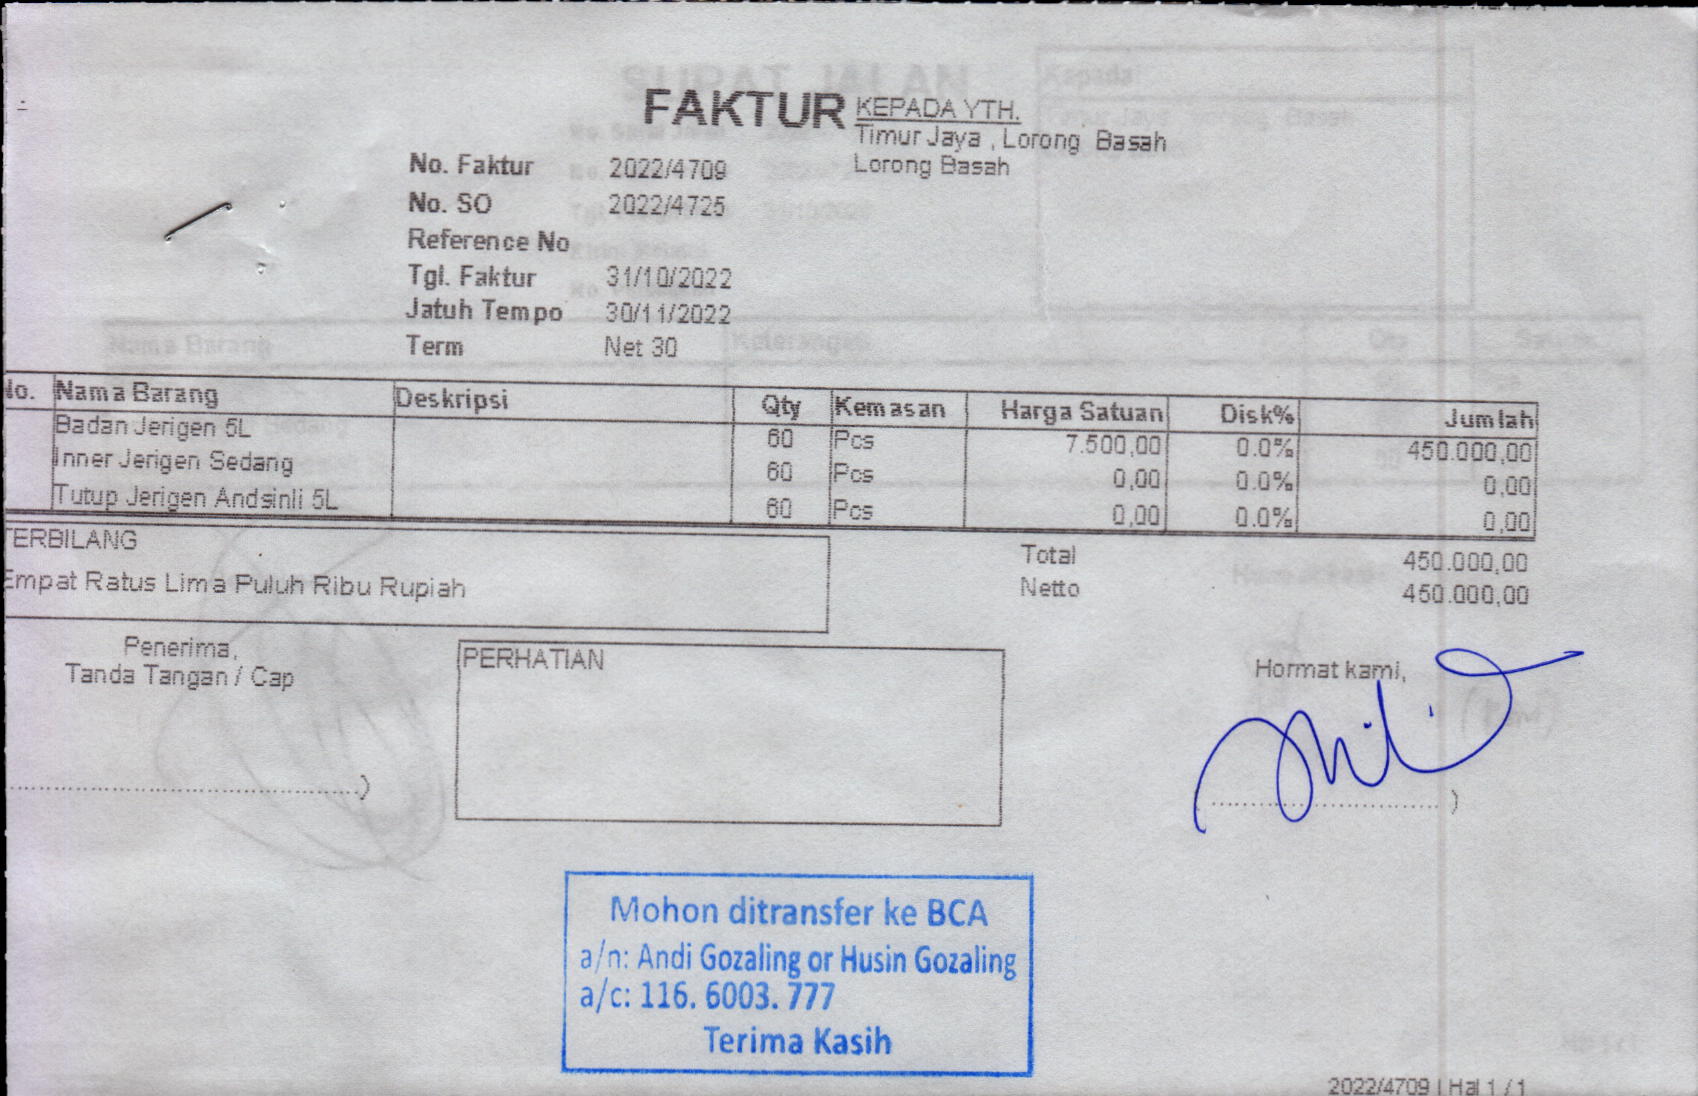 FAKTUR
KEPADA YTH.
Timur Jaya , Lorong Basah
Lorong Basah
No. Faktur 2022/4709
No. SO 2022/4725
Reference No
Tgl. Faktur 31/10/2022
Jatuh Tempo 30/11/2022
Term Net 30
No. Nama Barang Deskripsi Qty Kemasan Harga Satuan Disk% Jumlah
Badan Jerigen 5L 60 Pcs 7.500,00 0.0% 450.000,00
Inner Jerigen Sedang 60 Pcs 0,00 0.0% 0,00
Tutup Jerigen Andsinli 5L 60 Pcs 0,00 0.0% 0,00
TERBILANG
Empat Ratus Lima Puluh Ribu Rupiah
Total 450.000,00
Netto 450.000,00
Penerima,
Tanda Tangan / Cap
PERHATIAN
Hormat kami,
Mohon ditransfer ke BCA
a/n: Andi Gozaling or Husin Gozaling
a/c: 116. 6003. 777
Terima Kasih
2022/4709 | Hal 1 / 1